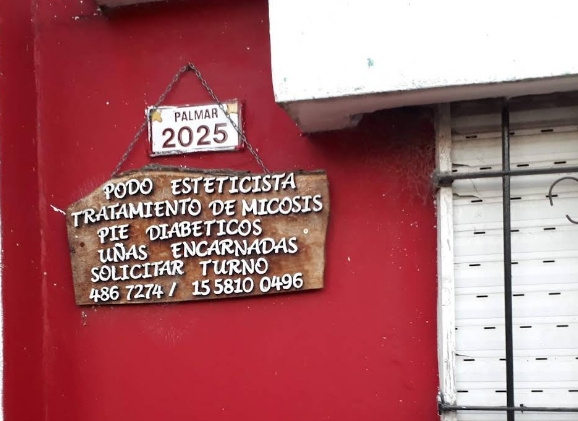 PALMAR
2025
PODO ESTETICISTA
TRATAMIENTO DE MICOSIS
PIE DIABETICOS
UÑAS ENCARNADAS
SOLICITAR TURNO
486 7274 / 15 5810 0496